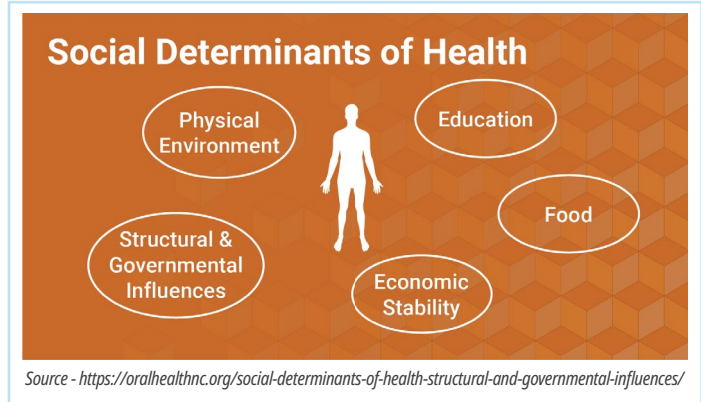 Social Determinants of Health
Physical
Environment
Education
Food
Structural &
Governmental
Influences
Economic
Stability
Source - https://oralhealthnc.org/social-determinants-of-health-structural-and-governmental-influences/